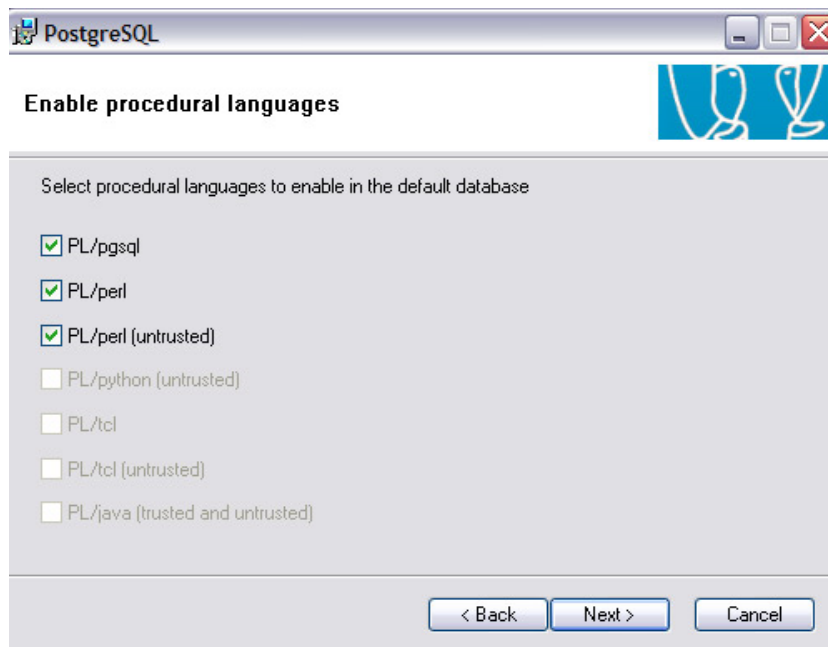 PostgreSQL
Enable procedural languages
Select procedural languages to enable in the default database
PL/pgsql
PL/perl
PL/perl (untrusted)
PL/python (untrusted)
PL/tcl
PL/tcl (untrusted)
PL/java (trusted and untrusted)
< Back Next > Cancel